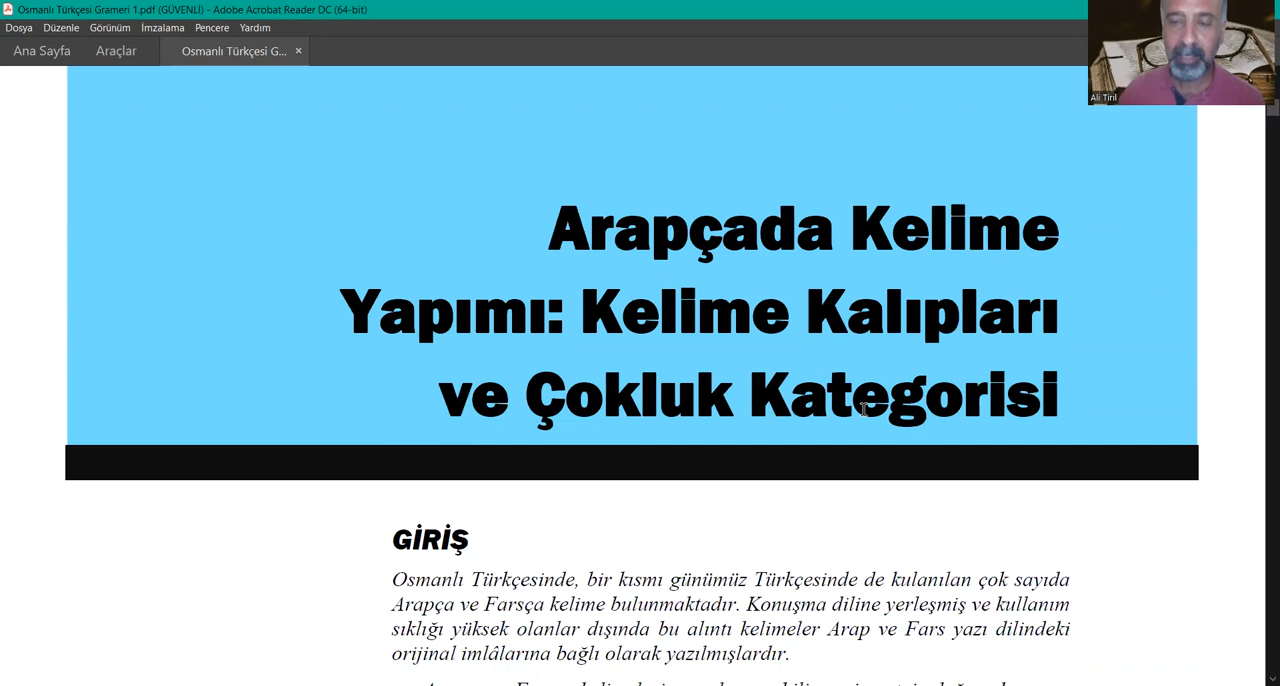 Osmanlı Türkçesi Grameri 1.pdf (GÜVENLİ) - Adobe Acrobat Reader DC (64-bit)
Dosya Düzenle Görünüm İmzalama Pencere Yardım
Ana Sayfa Araçlar Osmanlı Türkçesi G... ×
Ali Tiril
Arapçada Kelime
Yapımı: Kelime Kalıpları
ve Çokluk Kategorisi
GİRİŞ
Osmanlı Türkçesinde, bir kısmı günümüz Türkçesinde de kulanılan çok sayıda
Arapça ve Farsça kelime bulunmaktadır. Konuşma diline yerleşmiş ve kullanım
sıklığı yüksek olanlar dışında bu alıntı kelimeler Arap ve Fars yazı dilindeki
orijinal imlâlarına bağlı olarak yazılmışlardır.